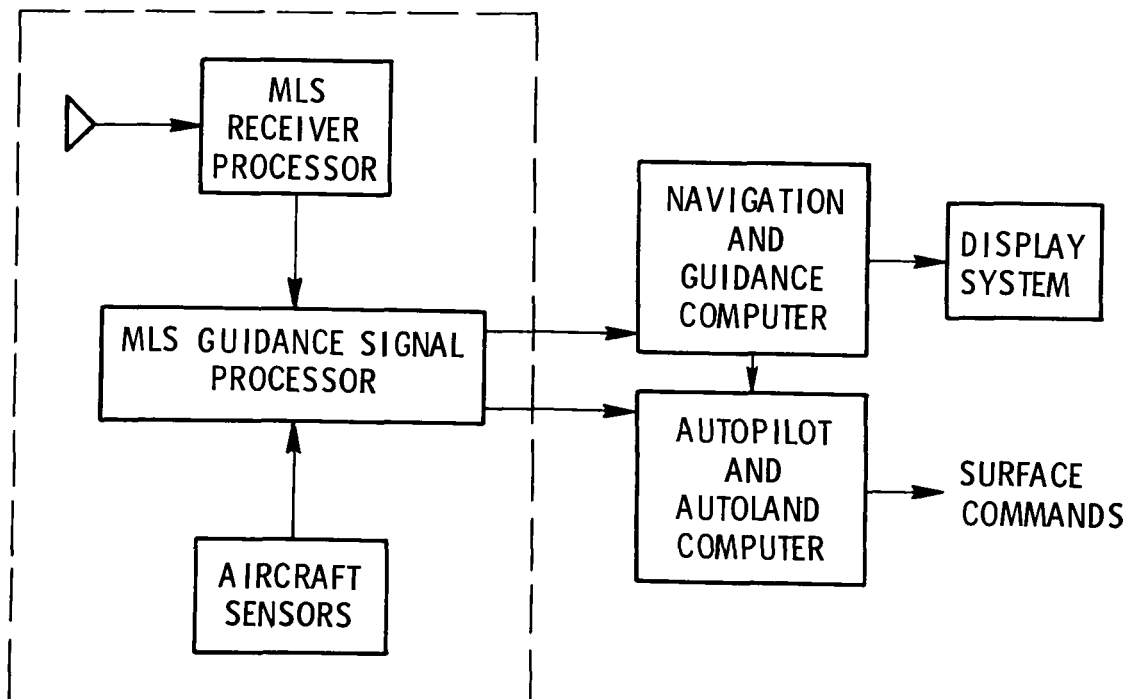 MLS
RECEIVER
PROCESSOR
MLS GUIDANCE SIGNAL
PROCESSOR
AIRCRAFT
SENSORS
NAVIGATION
AND
GUIDANCE
COMPUTER
DISPLAY
SYSTEM
AUTOPILOT
AND
AUTOLAND
COMPUTER
SURFACE
COMMANDS